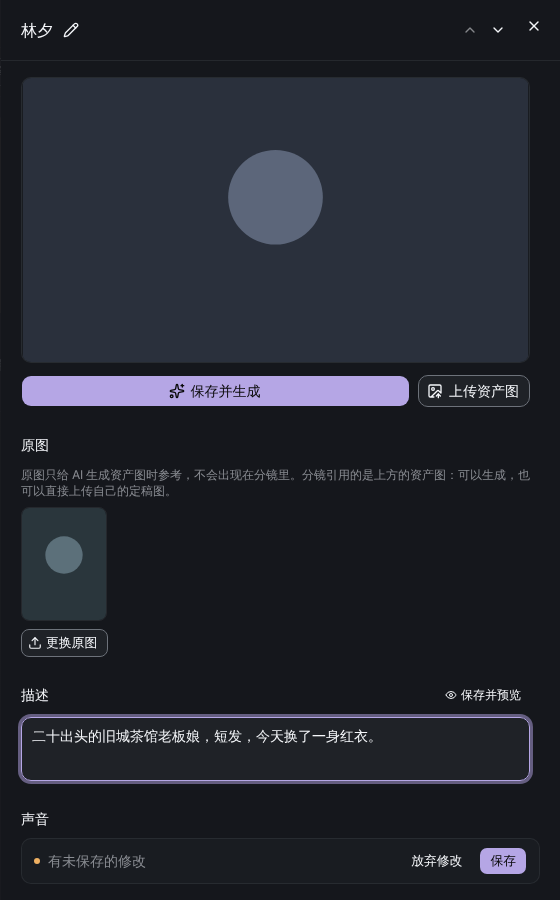 林夕
保存并生成
上传资产图
原图
原图只给 AI 生成资产图时参考，不会出现在分镜里。分镜引用的是上方的资产图：可以生成，也
可以直接上传自己的定稿图。
更换原图
描述
保存并预览
二十出头的旧城茶馆老板娘，短发，今天换了一身红衣。
声音
有未保存的修改
放弃修改
保存